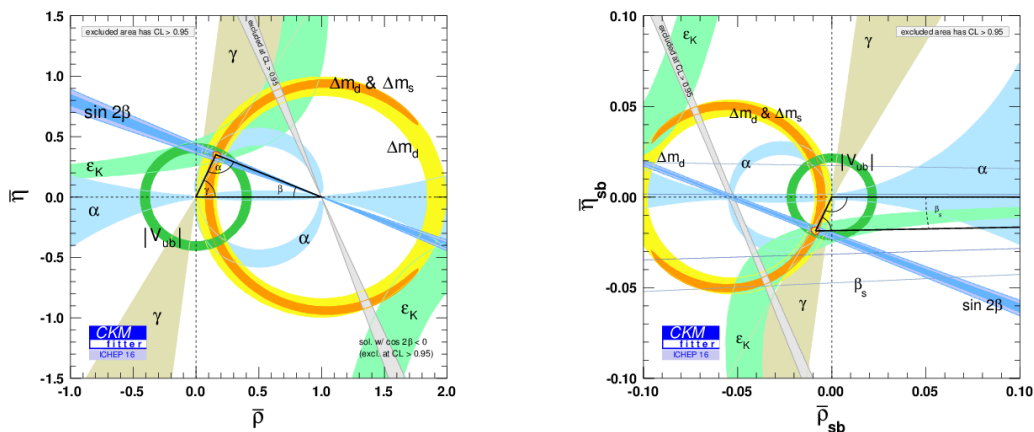 excluded area has CL > 0.95
γ
excluded at CL > 0.95
Δm_d & Δm_s
sin 2β
Δm_d
ε_K
α
α
β
γ
|V_ub|
α
γ
ε_K
CKM
fitter
ICHEP 16
sol. w/ cos 2β < 0
(excl. at CL > 0.95)
1.5
1.0
0.5
0.0
-0.5
-1.0
-1.5
-1.0 -0.5 0.0 0.5 1.0 1.5 2.0
η̄
ρ̄
excluded area has CL > 0.95
ε_K
γ
excluded at CL > 0.95
Δm_d & Δm_s
Δm_d
α
|V_ub|
α
β_s
β_s
sin 2β
γ
ε_K
CKM
fitter
ICHEP 16
0.10
0.05
0.00
-0.05
-0.10
-0.10 -0.05 0.00 0.05 0.10
η̄_sb
ρ̄_sb